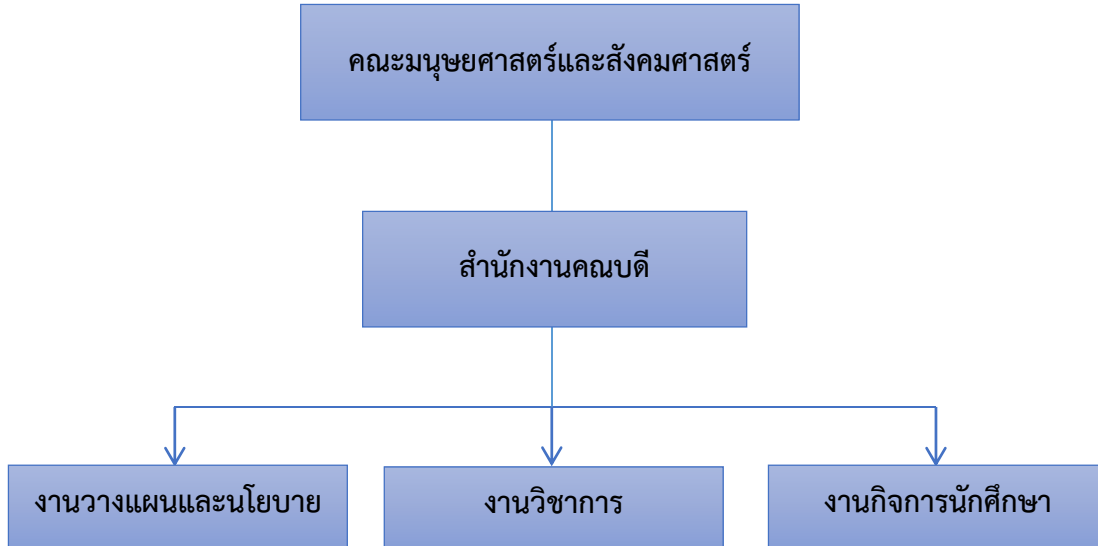 คณะมนุษยศาสตร์และสังคมศาสตร์
สำนักงานคณบดี
งานวางแผนและนโยบาย
งานวิชาการ
งานกิจการนักศึกษา